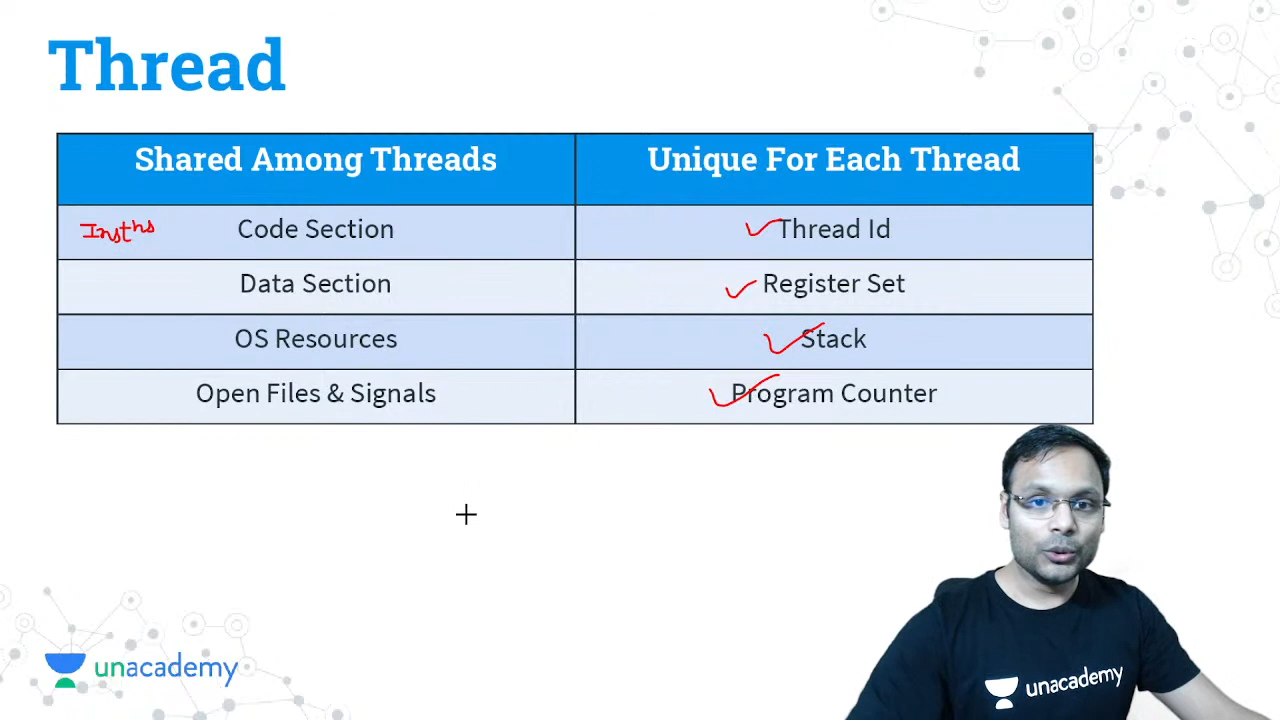 Thread
Shared Among Threads Unique For Each Thread
Insths Code Section Thread Id
Data Section Register Set
OS Resources Stack
Open Files & Signals Program Counter
unacademy
unacademy